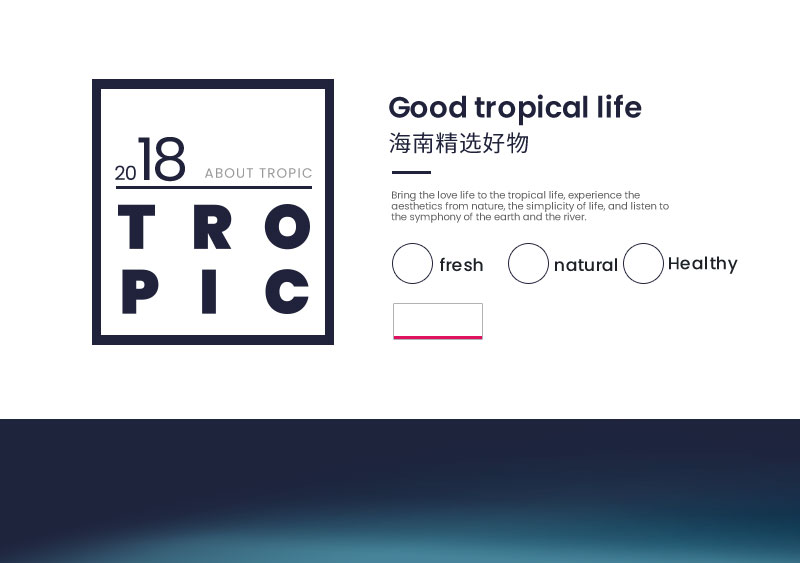 2018 ABOUT TROPIC
TRO
PIC
Good tropical life
海南精选好物
Bring the love life to the tropical life, experience the
aesthetics from nature, the simplicity of life, and listen to
the symphony of the earth and the river.
fresh natural Healthy